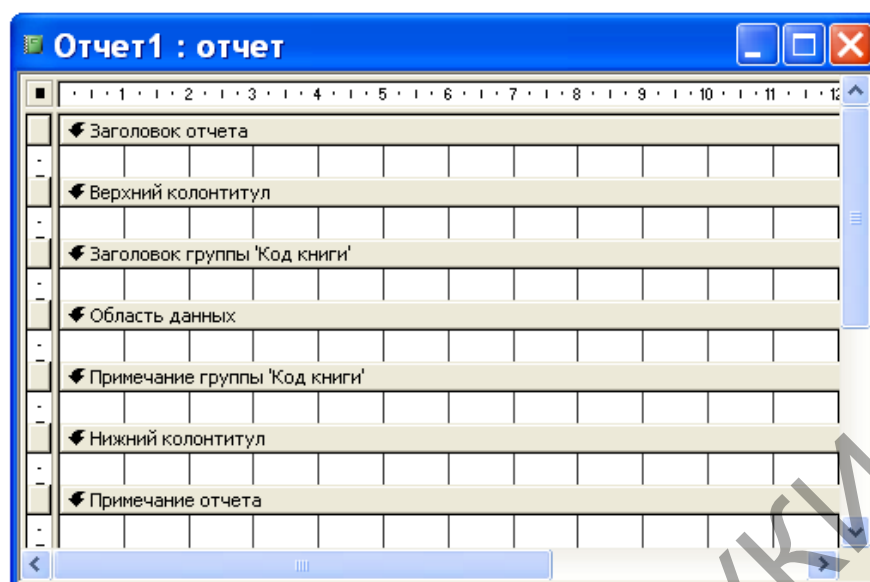 Отчет1 : отчет
1 2 3 4 5 6 7 8 9 10 11 12
Заголовок отчета
Верхний колонтитул
Заголовок группы 'Код книги'
Область данных
Примечание группы 'Код книги'
Нижний колонтитул
Примечание отчета